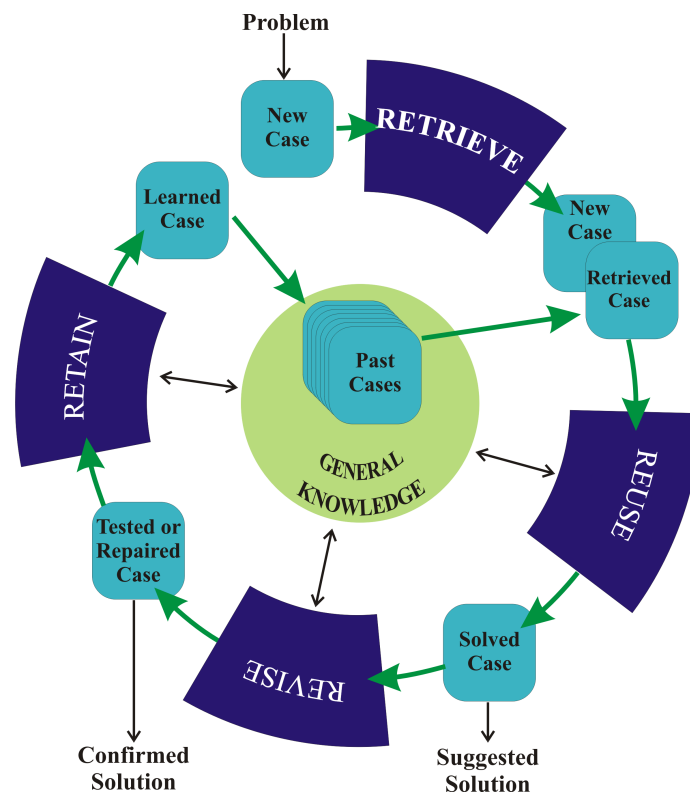 Problem
New
Case
RETRIEVE
New
Case
Retrieved
Case
Learned
Case
Past
Cases
GENERAL
KNOWLEDGE
RETAIN
REUSE
Tested or
Repaired
Case
REVISE
Solved
Case
Confirmed
Solution
Suggested
Solution